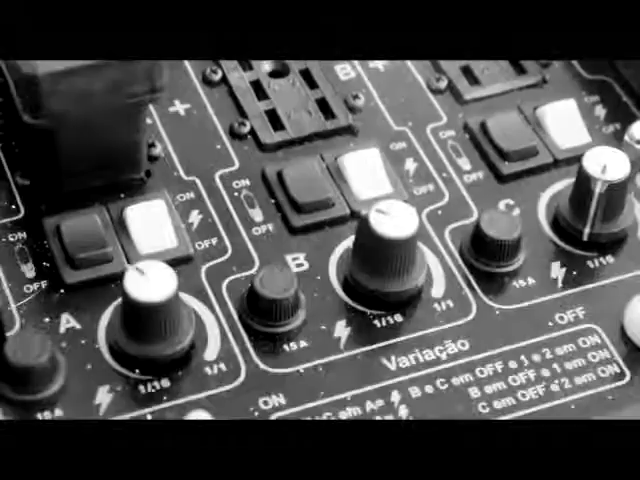 B
+
+
ON
OFF
ON
OFF
ON
OFF
ON
OFF
ON
OFF
OFF
A
B
C
15A
15A
15A
1/16
1/1
1/16
1/1
1/16
Variação
OFF
ON
C em A= B e C em OFF e 1 e 2 em ON
B em OFF e 1 em ON
C em OFF e 2 em ON